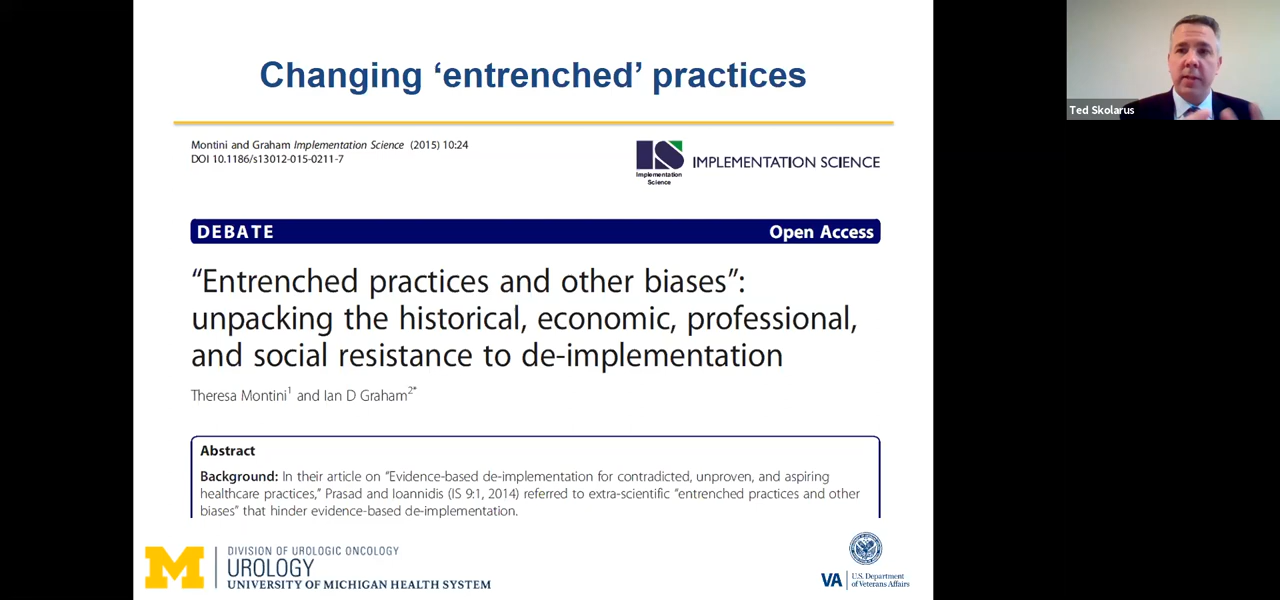 Changing ‘entrenched’ practices
Ted Skolarus
Montini and Graham Implementation Science (2015) 10:24
DOI 10.1186/s13012-015-0211-7
IS IMPLEMENTATION SCIENCE
Implementation
Science
DEBATE Open Access
“Entrenched practices and other biases”:
unpacking the historical, economic, professional,
and social resistance to de-implementation
Theresa Montini1 and Ian D Graham2*
Abstract
Background: In their article on “Evidence-based de-implementation for contradicted, unproven, and aspiring
healthcare practices,” Prasad and Ioannidis (IS 9:1, 2014) referred to extra-scientific “entrenched practices and other
biases” that hinder evidence-based de-implementation.
M
DIVISION OF UROLOGIC ONCOLOGY
UROLOGY
UNIVERSITY OF MICHIGAN HEALTH SYSTEM
VA
U.S. Department
of Veterans Affairs